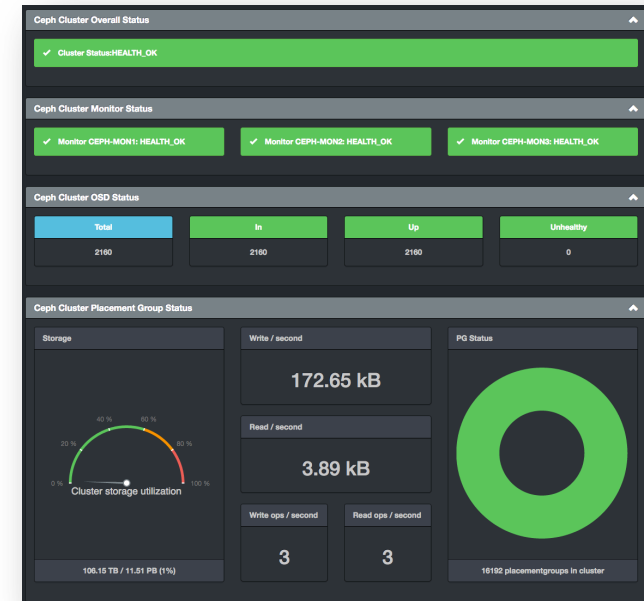 Ceph Cluster Overall Status
Cluster Status:HEALTH_OK
Ceph Cluster Monitor Status
Monitor CEPH-MON1: HEALTH_OK
Monitor CEPH-MON2: HEALTH_OK
Monitor CEPH-MON3: HEALTH_OK
Ceph Cluster OSD Status
Total
In
Up
Unhealthy
2160
2160
2160
0
Ceph Cluster Placement Group Status
Storage
0 %
20 %
40 %
60 %
80 %
100 %
Cluster storage utilization
106.15 TB / 11.51 PB (1%)
Write / second
172.65 kB
Read / second
3.89 kB
Write ops / second
3
Read ops / second
3
PG Status
16192 placementgroups in cluster